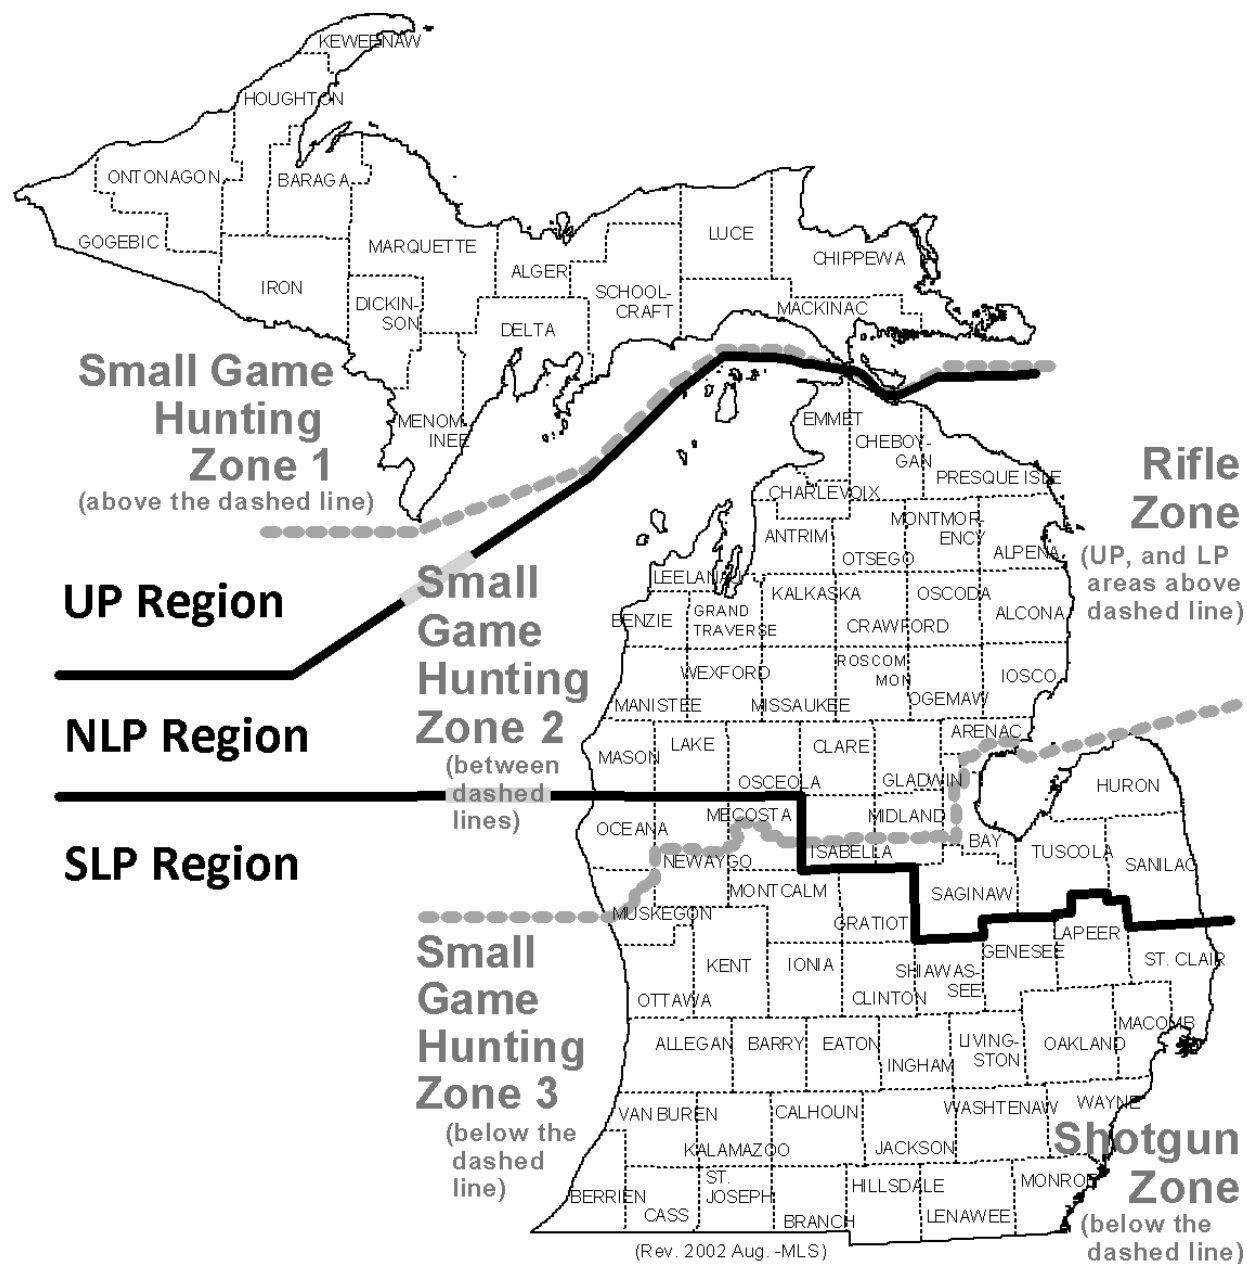 KEWEENAW
HOUGHTON
ONTONAGON
BARAGA
GOGEBIC
MARQUETTE
LUCE
CHIPPEWA
ALGER
IRON
SCHOOL-
CRAFT
DICKIN-
SON
MACKINAC
DELTA
MENOM-
INEE
Small Game
Hunting
Zone 1
(above the dashed line)
UP Region
NLP Region
SLP Region
Small
Game
Hunting
Zone 2
(between
dashed
lines)
Small
Game
Hunting
Zone 3
(below the
dashed
line)
Rifle
Zone
(UP, and LP
areas above
dashed line)
EMMET
CHEBOY-
GAN
PRESQUE ISLE
CHARLEVOIX
MONTMOR-
ENCY
ANTRIM
OTSEGO
ALPENA
LEELANAU
KALKASKA
OSCODA
BENZIE
GRAND
TRAVERSE
CRAWFORD
ALCONA
WEXFORD
ROSCOM
MON
IOSCO
MANISTEE
MISSAUKEE
OGEMAW
ARENAC
MASON
LAKE
CLARE
OSCEOLA
GLADWIN
HURON
OCEANA
MECOSTA
MIDLAND
BAY
NEWAYGO
ISABELLA
TUSCOLA
SANILAC
MONTCALM
SAGINAW
MUSKEGON
GRATIOT
LAPEER
GENESEE
KENT
IONIA
SHIAWAS-
SEE
ST. CLAIR
OTTAWA
CLINTON
MACOMB
ALLEGAN
BARRY
EATON
LIVING-
STON
OAKLAND
INGHAM
VAN BUREN
CALHOUN
WASHTENAW
WAYNE
KALAMAZOO
JACKSON
BERRIEN
CASS
ST.
JOSEPH
BRANCH
HILLSDALE
LENAWEE
MONROE
Shotgun
Zone
(below the
dashed line)
(Rev. 2002 Aug. -MLS)